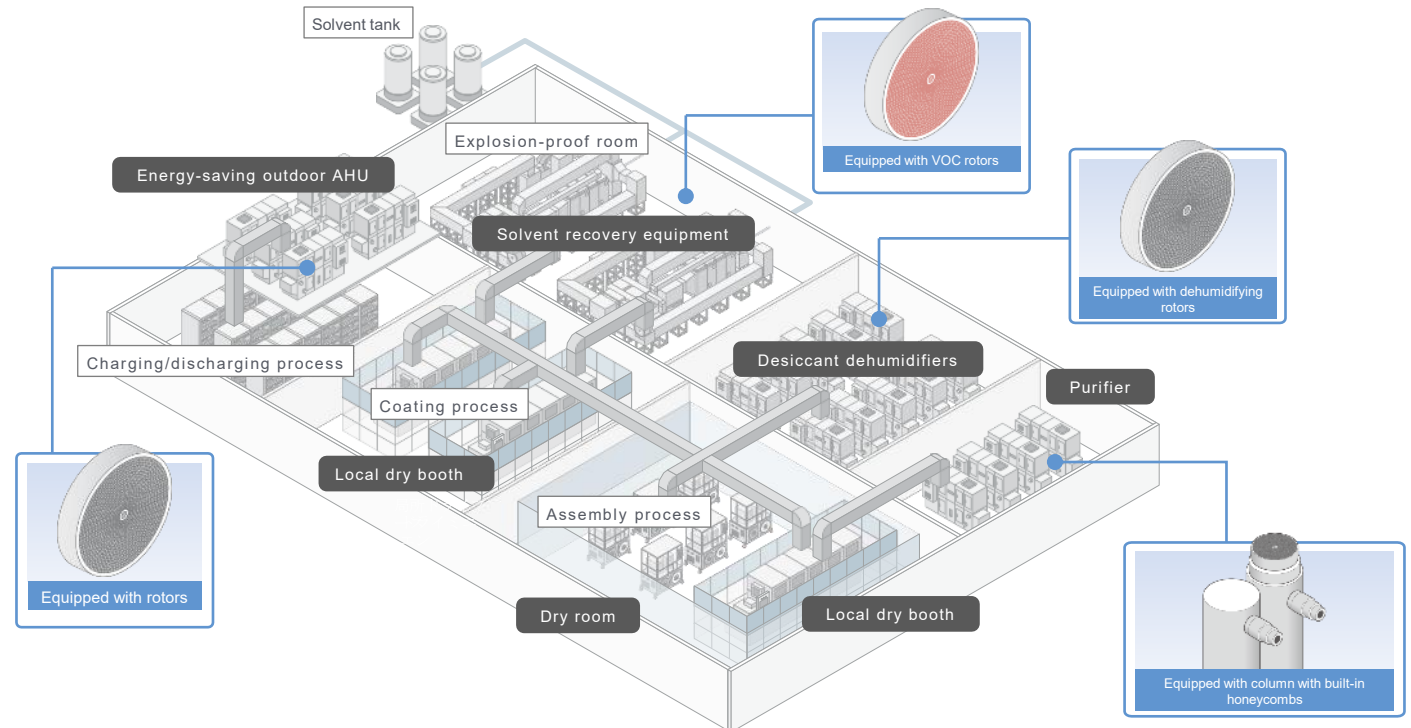 Solvent tank
Explosion-proof room
Equipped with VOC rotors
Energy-saving outdoor AHU
Solvent recovery equipment
Equipped with dehumidifying
rotors
Charging/discharging process
Desiccant dehumidifiers
Purifier
Coating process
Local dry booth
Assembly process
Equipped with rotors
Dry room
Local dry booth
Equipped with column with built-in
honeycombs